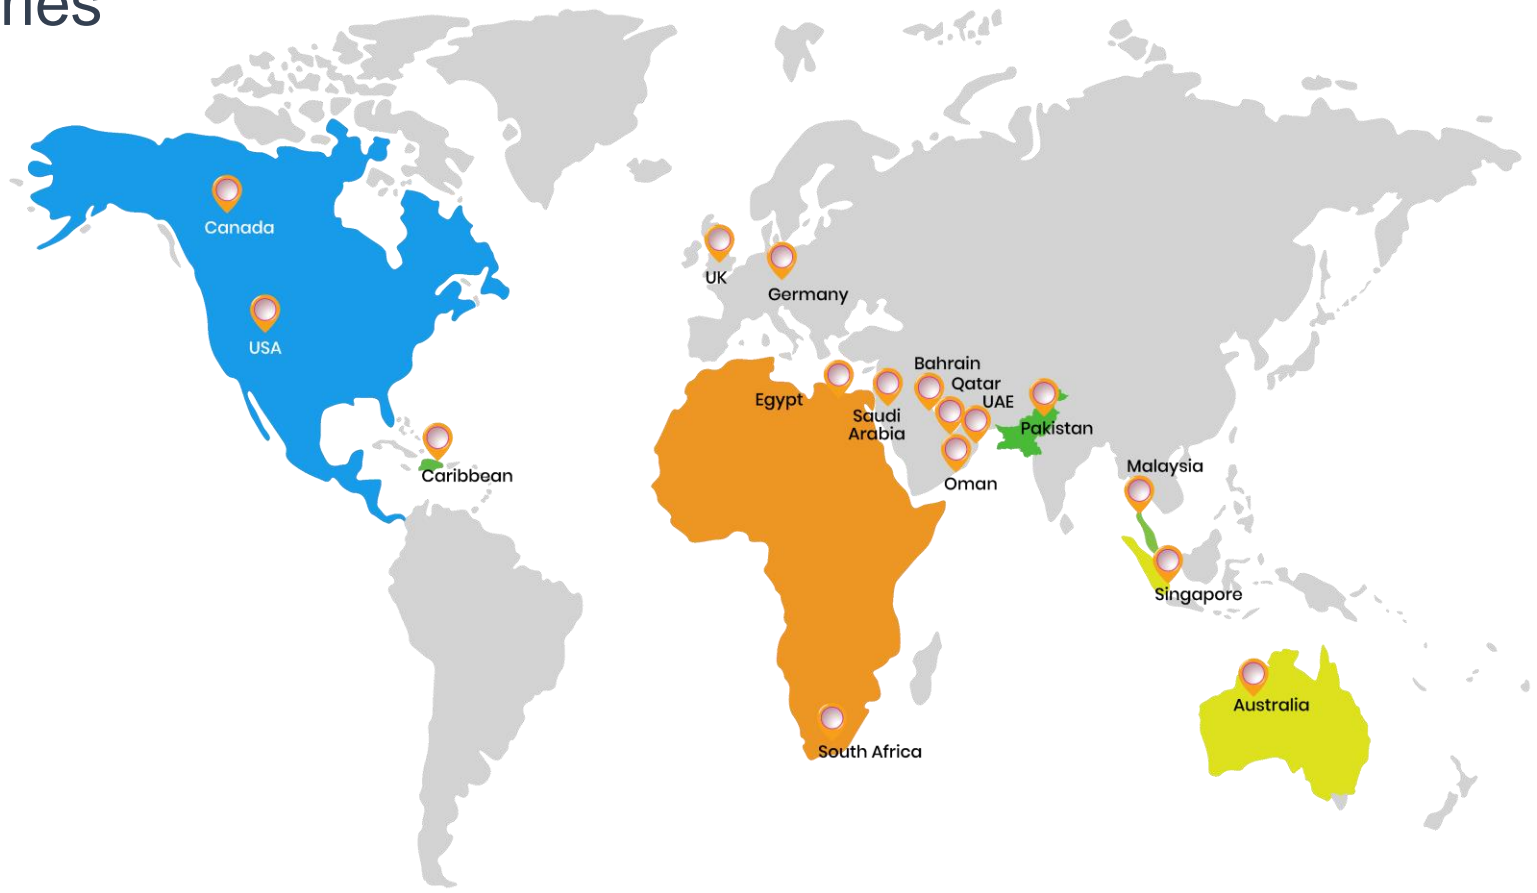 Canada
USA
Caribbean
UK
Germany
Egypt
Saudi
Arabia
Bahrain
Qatar
UAE
Oman
Pakistan
Malaysia
Singapore
Australia
South Africa